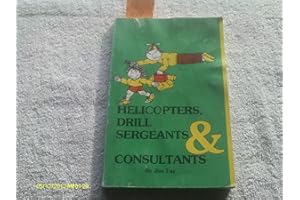 HELICOPTERS,
DRILL
SERGEANTS &
CONSULTANTS
By Jim Fay